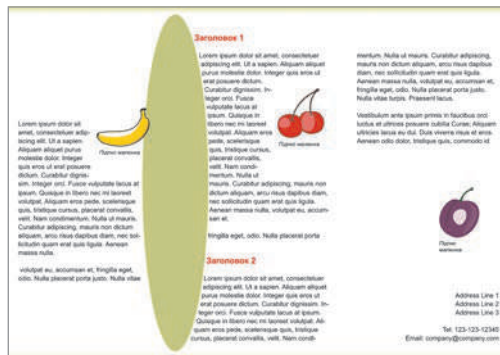 Lorem ipsum dolor sit
amet, consectetuer adip-
iscing elit. Ut a sapien.
Aliquam aliquet purus
molestie dolor. Integer
quis eros ut erat posuere
dictum. Curabitur dignis-
sim. Integer orci. Fusce vulputate lacus at
ipsum. Quisque in libero nec mi laoreet
volutpat. Aliquam eros pede, scelerisque
quis, tristique cursus, placerat convallis,
velit. Nam condimentum. Nulla ut mauris.
Curabitur adipiscing, mauris non dictum
aliquam, arcu risus dapibus diam, nec sol-
licitudin quam erat quis ligula. Aenean
massa nulla.
volutpat eu, accumsan et, fringilla eget,
odio. Nulla placerat porta justo. Nulla vitae
Підпис малюнка
Заголовок 1
Lorem ipsum dolor sit amet, consectetuer
adipiscing elit. Ut a sapien. Aliquam aliquet
purus molestie dolor. Integer quis eros ut
erat posuere dictum.
Curabitur dignissim. In-
teger orci. Fusce
vulputate lacus at
ipsum. Quisque in
libero nec mi laoreet
volutpat. Aliquam eros
pede, scelerisque
quis, tristique cursus,
placerat convallis,
velit. Nam condi-
mentum. Nulla ut
mauris. Curabitur adipiscing, mauris non
dictum aliquam, arcu risus dapibus diam,
nec sollicitudin quam erat quis ligula.
Aenean massa nulla, volutpat eu, accum-
san et,
fringilla eget, odio. Nulla placerat porta
Підпис малюнка
Заголовок 2
Lorem ipsum dolor sit amet, consectetuer
adipiscing elit. Ut a sapien. Aliquam aliquet
purus molestie dolor. Integer quis eros ut
erat posuere dictum. Curabitur dignissim. In-
teger orci. Fusce vulputate lacus at ipsum.
Quisque in libero nec mi laoreet volutpat. Ali-
quam eros pede, scelerisque quis, tristique
cursus, placerat convallis, velit. Nam condi-
mentum. Nulla ut mauris. Curabitur adipiscing,
mauris non dictum aliquam, arcu risus dapibus
diam, nec sollicitudin quam erat quis ligula.
Aenean massa nulla, volutpat eu, accumsan et,
fringilla eget, odio. Nulla placerat porta justo.
Nulla vitae turpis. Praesent lacus.
Vestibulum ante ipsum primis in faucibus orci
luctus et ultrices posuere cubilia Curae; Aliquam
ultricies lacus eu dui. Duis viverra risus et eros.
Aenean odio dolor, tristique quis, commodo id
Підпис
малюнка
Address Line 1
Address Line 2
Address Line 3
Tel: 123-123-12345
Email: company@company.com